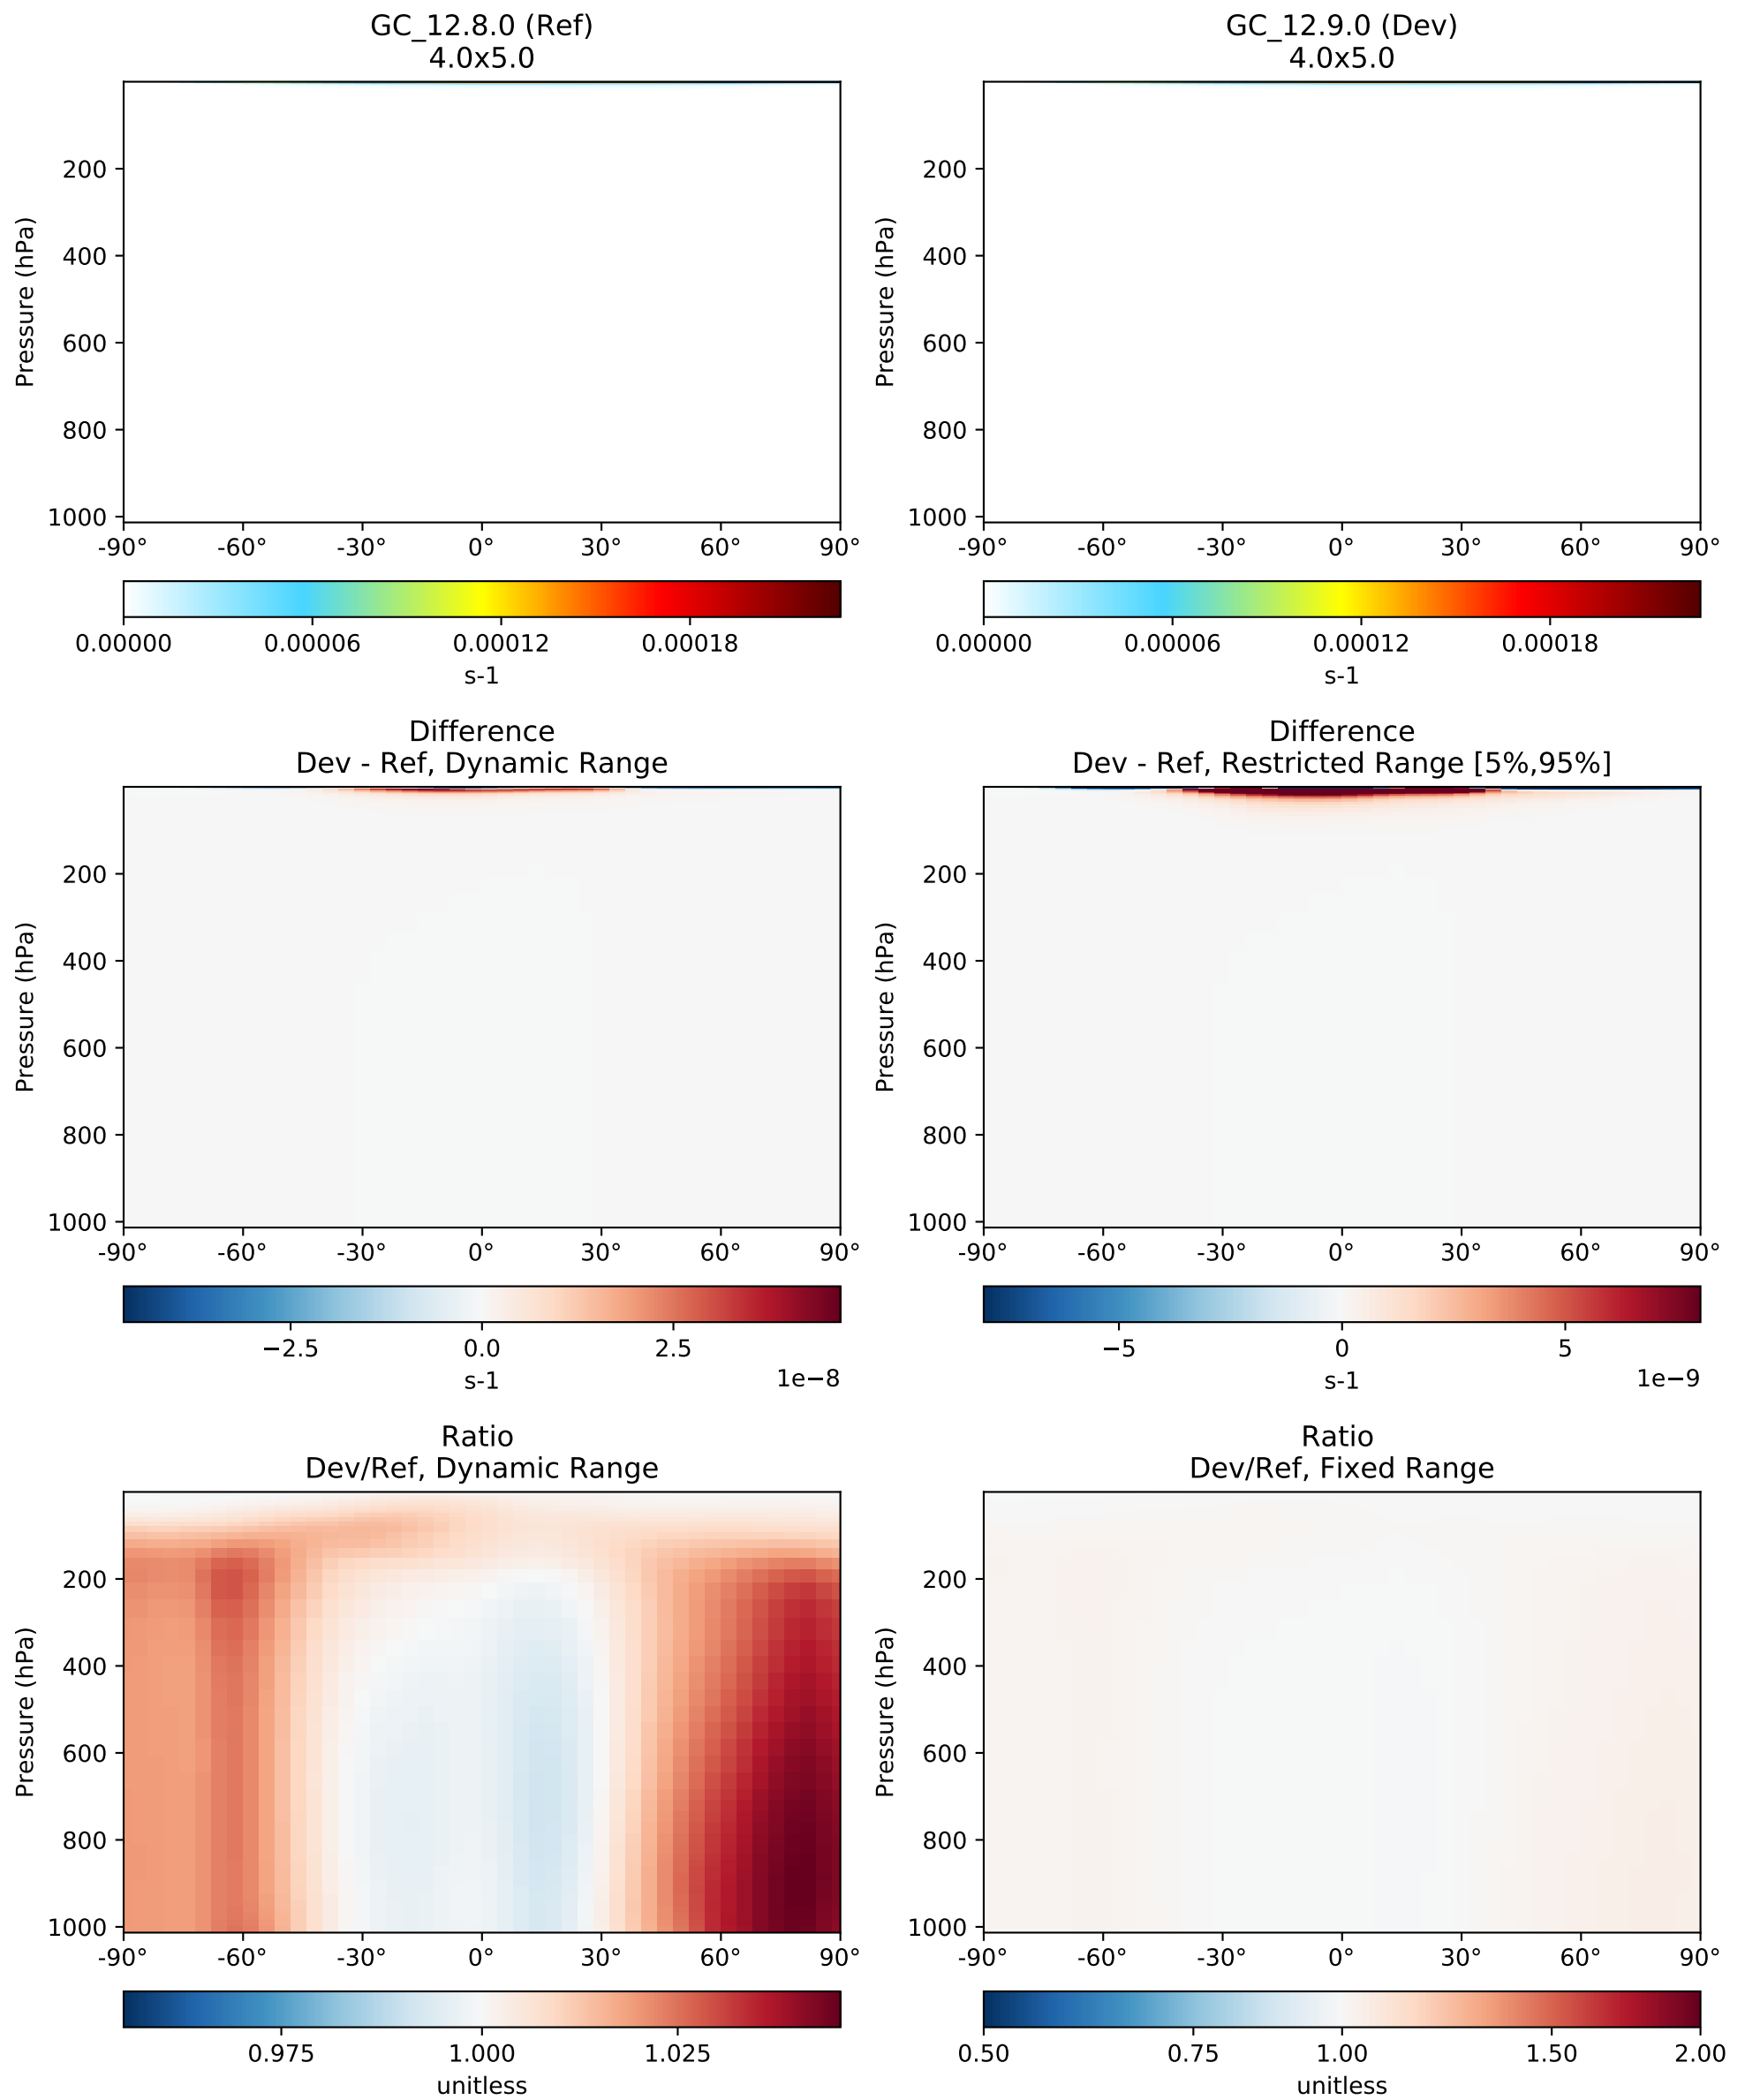 GC_12.8.0 (Ref)
4.0x5.0
Pressure (hPa)
200
400
600
800
1000
-90° -60° -30° 0° 30° 60° 90°
0.00000 0.00006 0.00012 0.00018
s-1
GC_12.9.0 (Dev)
4.0x5.0
Pressure (hPa)
200
400
600
800
1000
-90° -60° -30° 0° 30° 60° 90°
0.00000 0.00006 0.00012 0.00018
s-1
Difference
Dev - Ref, Dynamic Range
Pressure (hPa)
200
400
600
800
1000
-90° -60° -30° 0° 30° 60° 90°
−2.5 0.0 2.5
s-1
1e−8
Difference
Dev - Ref, Restricted Range [5%,95%]
Pressure (hPa)
200
400
600
800
1000
-90° -60° -30° 0° 30° 60° 90°
−5 0 5
s-1
1e−9
Ratio
Dev/Ref, Dynamic Range
Pressure (hPa)
200
400
600
800
1000
-90° -60° -30° 0° 30° 60° 90°
0.975 1.000 1.025
unitless
Ratio
Dev/Ref, Fixed Range
Pressure (hPa)
200
400
600
800
1000
-90° -60° -30° 0° 30° 60° 90°
0.50 0.75 1.00 1.50 2.00
unitless